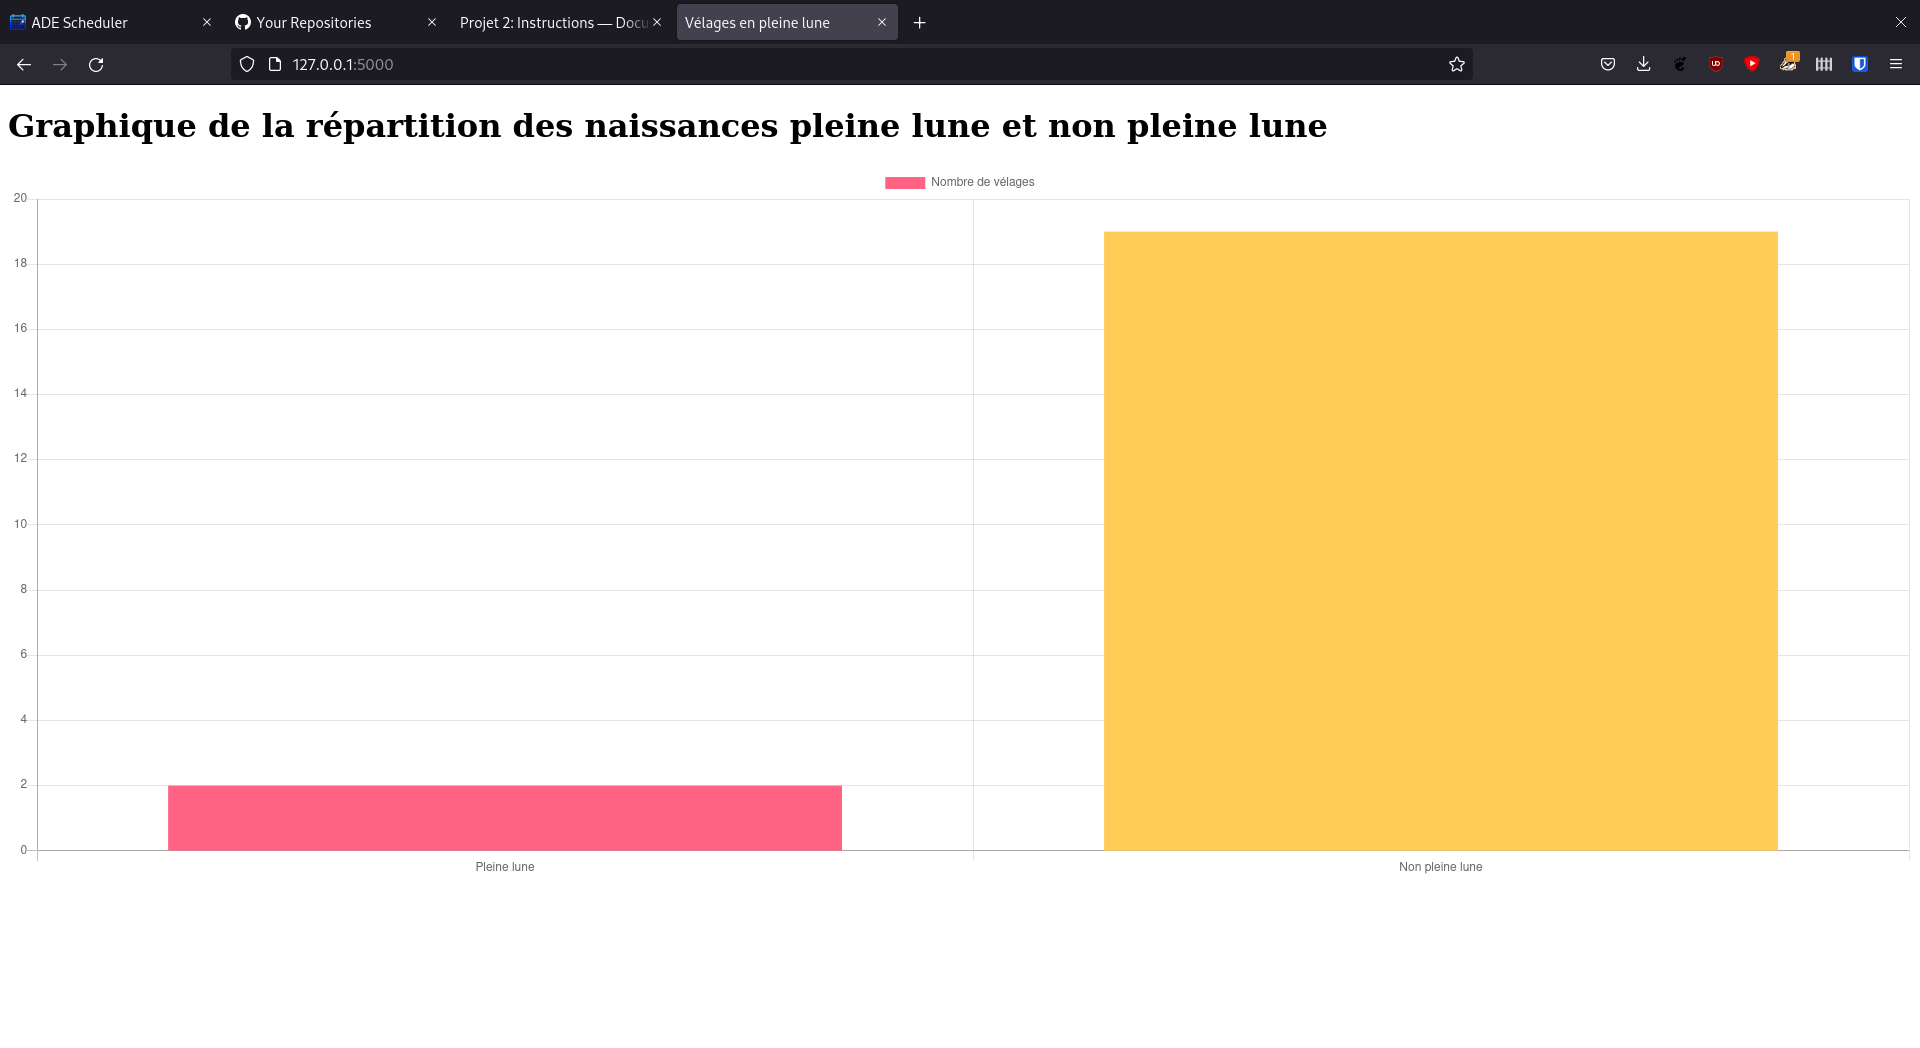 ADE Scheduler
Your Repositories
Projet 2: Instructions — Docu
Vélages en pleine lune
127.0.0.1:5000
1
Graphique de la répartition des naissances pleine lune et non pleine lune
Nombre de vélages
20
18
16
14
12
10
8
6
4
2
0
Pleine lune
Non pleine lune